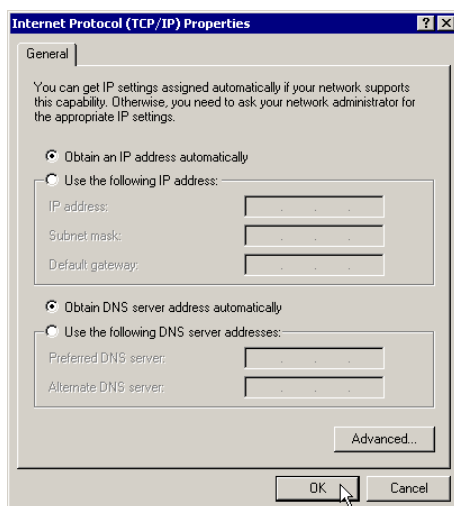 Internet Protocol (TCP/IP) Properties
General
You can get IP settings assigned automatically if your network supports
this capability. Otherwise, you need to ask your network administrator for
the appropriate IP settings.
Obtain an IP address automatically
Use the following IP address:
IP address:
Subnet mask:
Default gateway:
Obtain DNS server address automatically
Use the following DNS server addresses:
Preferred DNS server:
Alternate DNS server:
Advanced...
OK Cancel